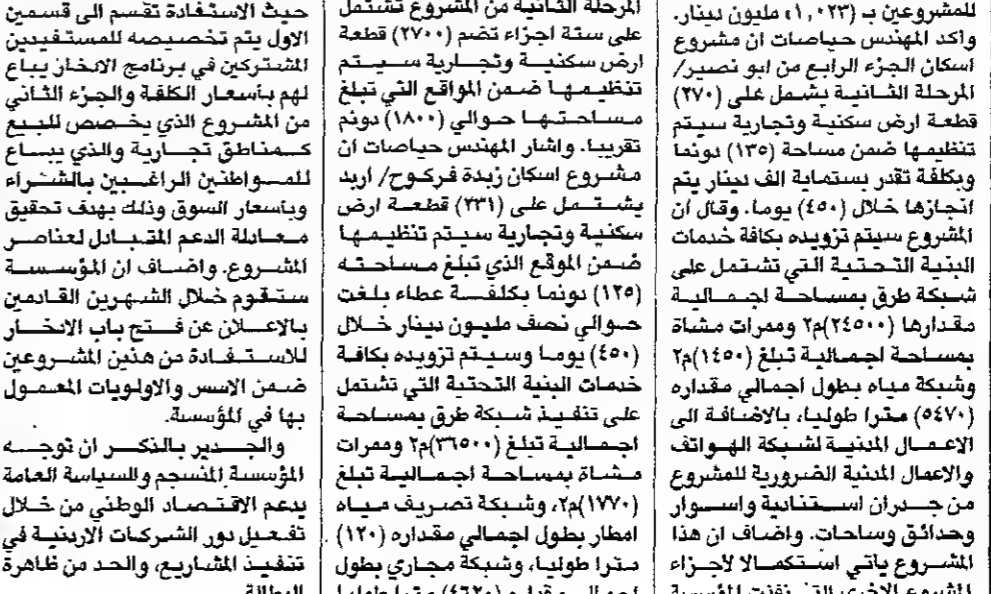 للمشروعين بـ (١,٠٢٣) مليون دينار.
واكد المهندس حياصات ان مشروع
اسكان الجزء الرابع من ابو نصير/
المرحلة الثانية يشمل على (٢٧٠)
قطعة ارض سكنية وتجارية سيتم
تنظيمها ضمن مساحة (١٣٥) دونما
وبكلفة تقدر بستماية الف دينار يتم
انجازها خلال (٤٥٠) يوما. وقال ان
المشروع سيتم تزويده بكافة خدمات
البنية التحتية التي تشتمل على
شبكة طرق بمساحة اجمالية
مقدارها (٢٤٥٠٠)م٢ وممرات مشاة
بمساحة اجمالية تبلغ (١٤٥٠)م٢
وشبكة مياه بطول اجمالي مقداره
(٥٤٧٠) مترا طوليا، بالاضافة الى
الاعمال المدنية لشبكة الهواتف
والاعمال المدنية الضرورية للمشروع
من جدران استنادية واسوار
وحدائق وساحات. واضاف ان هذا
المشروع ياتي استكمالا لاجزاء
المشروع الاخرى التي نفذت المؤسسة
المرحلة الثانية من المشروع تشتمل
على ستة اجزاء تضم (٢٧٠٠) قطعة
ارض سكنية وتجارية سيتم
تنظيمها ضمن المواقع التي تبلغ
مساحتها حوالي (١٨٠٠) دونم
تقريبا. واشار المهندس حياصات ان
مشروع اسكان زبدة فركوح/ اربد
يشتمل على (٢٣١) قطعة ارض
سكنية وتجارية سيتم تنظيمها
ضمن الموقع الذي تبلغ مساحته
(١٢٥) دونما بكلفة عطاء بلغت
حوالي نصف مليون دينار خلال
(٤٥٠) يوما وسيتم تزويده بكافة
خدمات البنية التحتية التي تشتمل
على تنفيذ شبكة طرق بمساحة
اجمالية تبلغ (٣٦٥٠٠)م٢ وممرات
مشاة بمساحة اجمالية تبلغ
(١٧٧٠)م٢، وشبكة تصريف مياه
امطار بطول اجمالي مقداره (١٢٠)
مترا طوليا، وشبكة مجاري بطول
اجمالي مقداره (٤٦٢٠) مترا طوليا
حيث الاستفادة تقسم الى قسمين
الاول يتم تخصيصه للمستفيدين
المشتركين في برنامج الادخار يباع
لهم بأسعار الكلفة والجزء الثاني
من المشروع الذي يخصص للبيع
كمناطق تجارية والذي يباع
للمواطنين الراغبين بالشراء
وباسعار السوق وذلك بهدف تحقيق
معادلة الدعم المتبادل لعناصر
المشروع. واضاف ان المؤسسة
ستقوم خلال الشهرين القادمين
بالاعلان عن فتح باب الادخار
للاستفادة من هذين المشروعين
ضمن الاسس والاولويات المعمول
بها في المؤسسة.
والجدير بالذكر ان توجه
المؤسسة المنسجم والسياسة العامة
يدعم الاقتصاد الوطني من خلال
تفعيل دور الشركات الاردنية في
تنفيذ المشاريع، والحد من ظاهرة
البطالة.